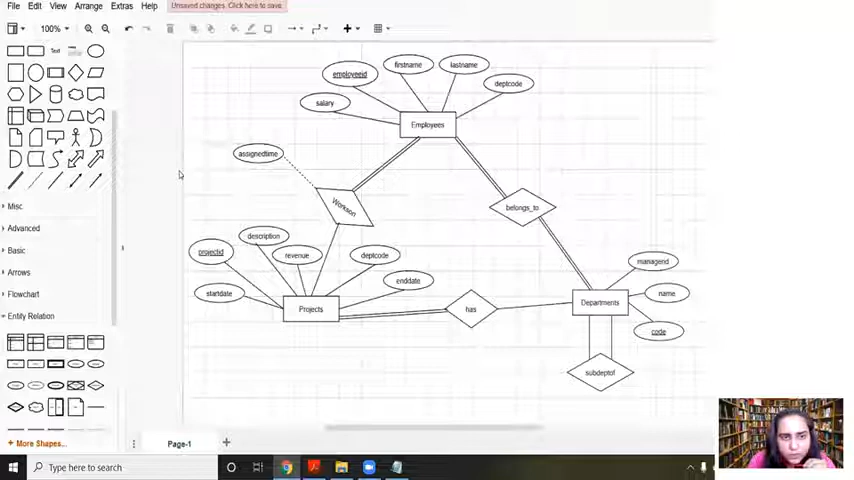 File Edit View Arrange Extras Help Unsaved changes. Click here to save.
100%
Text
employeeid
firstname
lastname
deptcode
salary
Employees
assignedtime
Workson
belongs_to
description
projectid
revenue
deptcode
enddate
startdate
Projects
has
managerid
name
Departments
code
subdeptof
Misc
Advanced
Basic
Arrows
Flowchart
Entity Relation
+ More Shapes...
Page-1
Type here to search